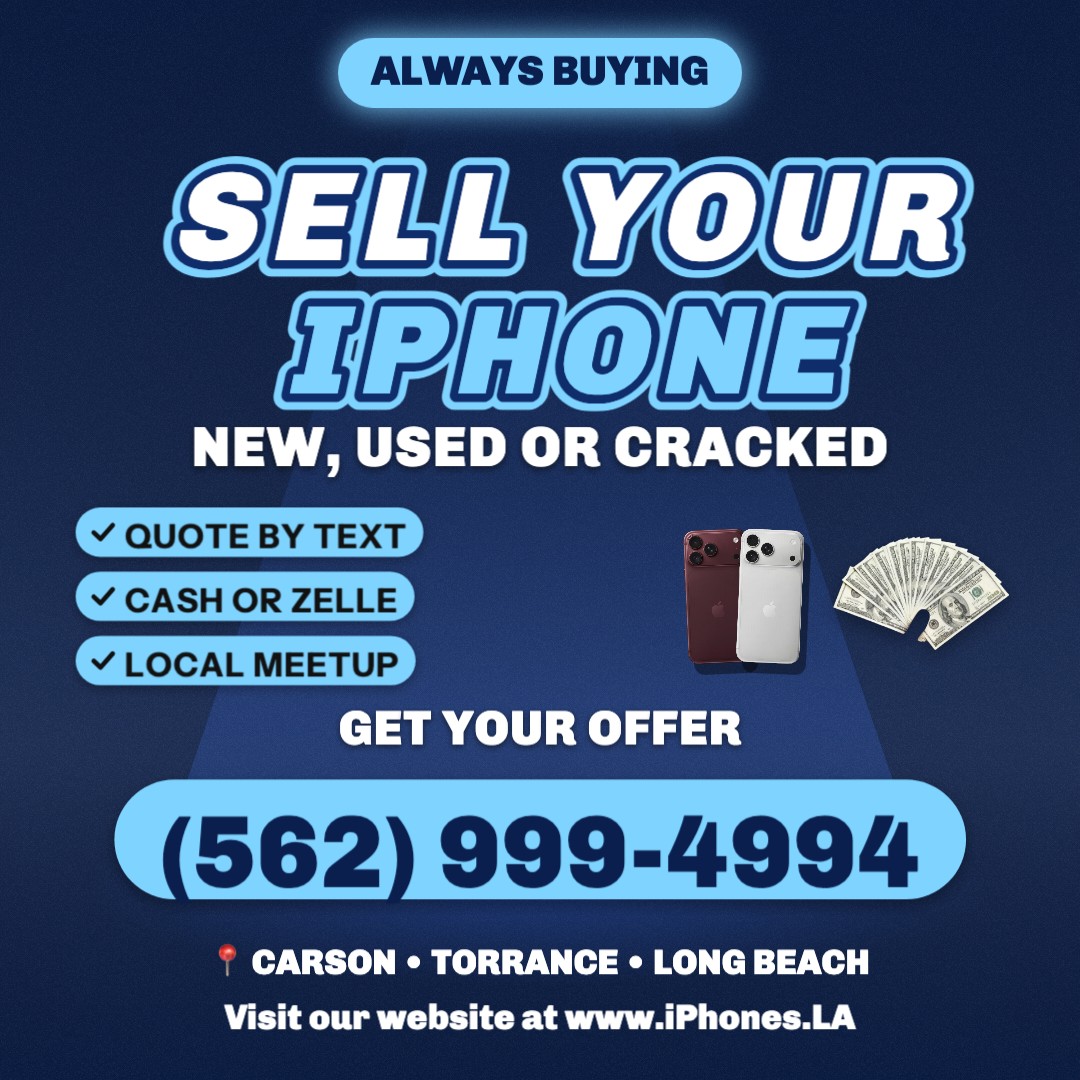 ALWAYS BUYING
SELL YOUR
IPHONE
NEW, USED OR CRACKED
✓ QUOTE BY TEXT
✓ CASH OR ZELLE
✓ LOCAL MEETUP
GET YOUR OFFER
(562) 999-4994
📍 CARSON • TORRANCE • LONG BEACH
Visit our website at www.iPhones.LA